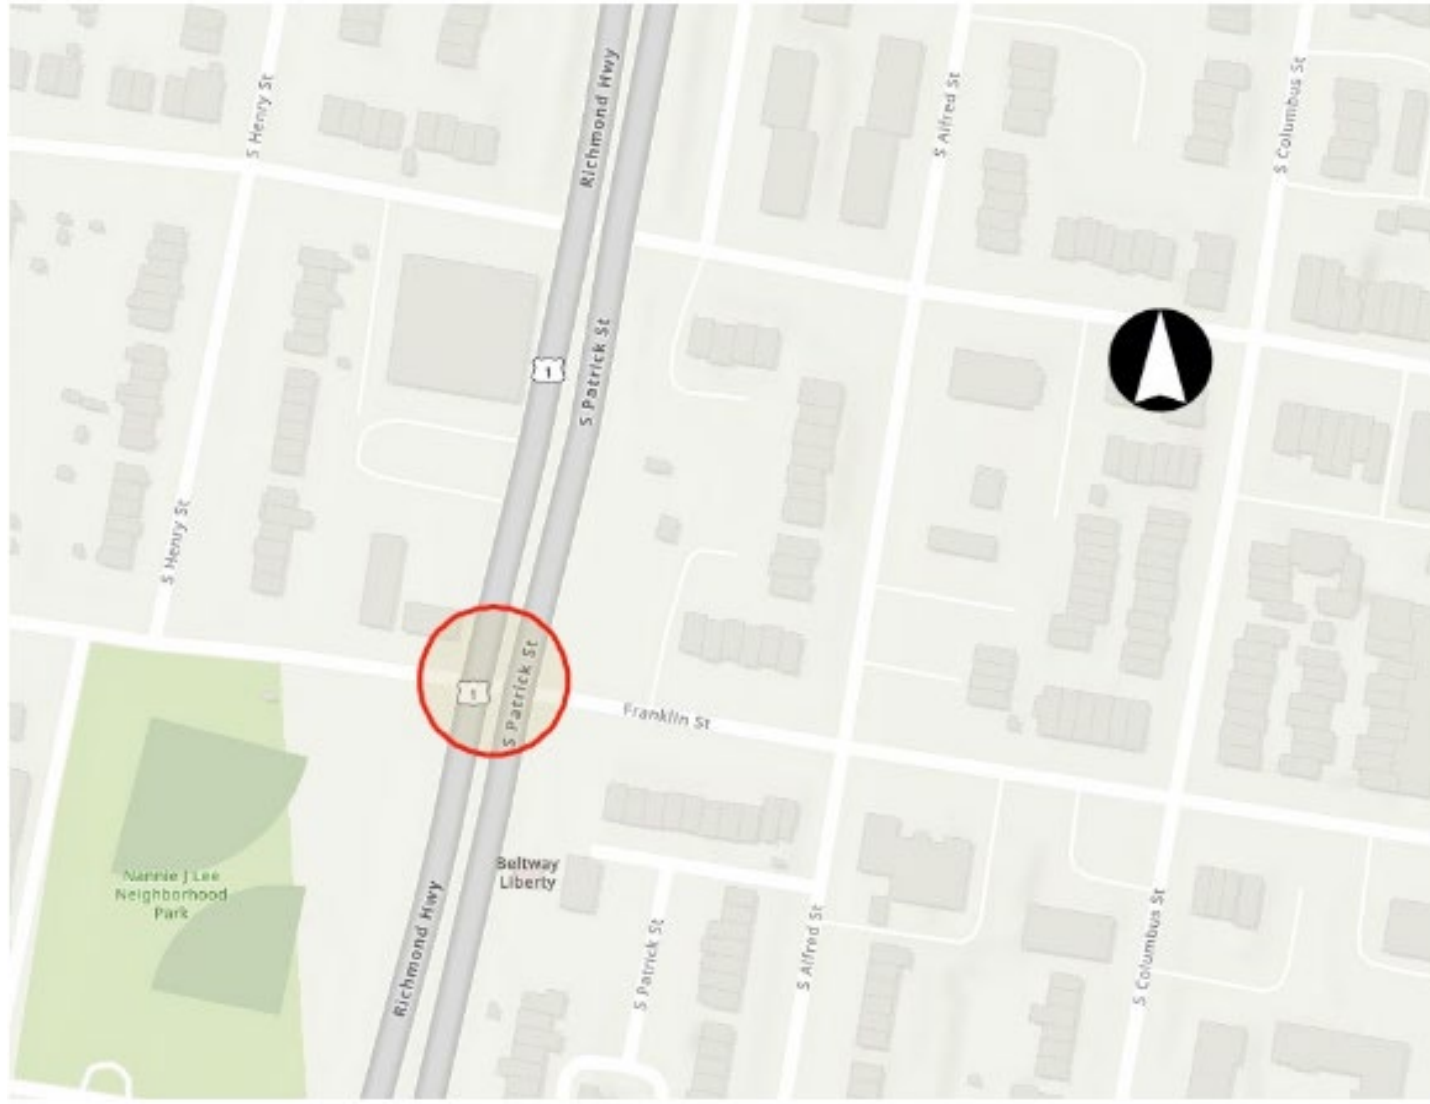 Richmond Hwy
S Henry St
S Alfred St
S Columbus St
1
S Patrick St
S Henry St
S Patrick St
1
Franklin St
Beltway
Liberty
Nannie J Lee
Neighborhood
Park
Richmond Hwy
S Patrick St
S Alfred St
S Columbus St